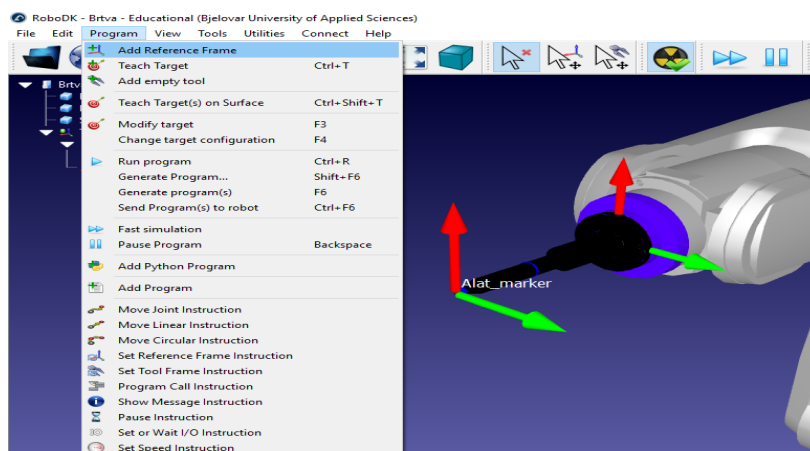 RoboDK - Brtva - Educational (Bjelovar University of Applied Sciences)
File Edit Program View Tools Utilities Connect Help
Add Reference Frame
Teach Target Ctrl+T
Add empty tool
Teach Target(s) on Surface Ctrl+Shift+T
Modify target F3
Change target configuration F4
Run program Ctrl+R
Generate Program... Shift+F6
Generate program(s) F6
Send Program(s) to robot Ctrl+F6
Fast simulation
Pause Program Backspace
Add Python Program
Add Program
Move Joint Instruction
Move Linear Instruction
Move Circular Instruction
Set Reference Frame Instruction
Set Tool Frame Instruction
Program Call Instruction
Show Message Instruction
Pause Instruction
Set or Wait I/O Instruction
Set Speed Instruction
Alat_marker